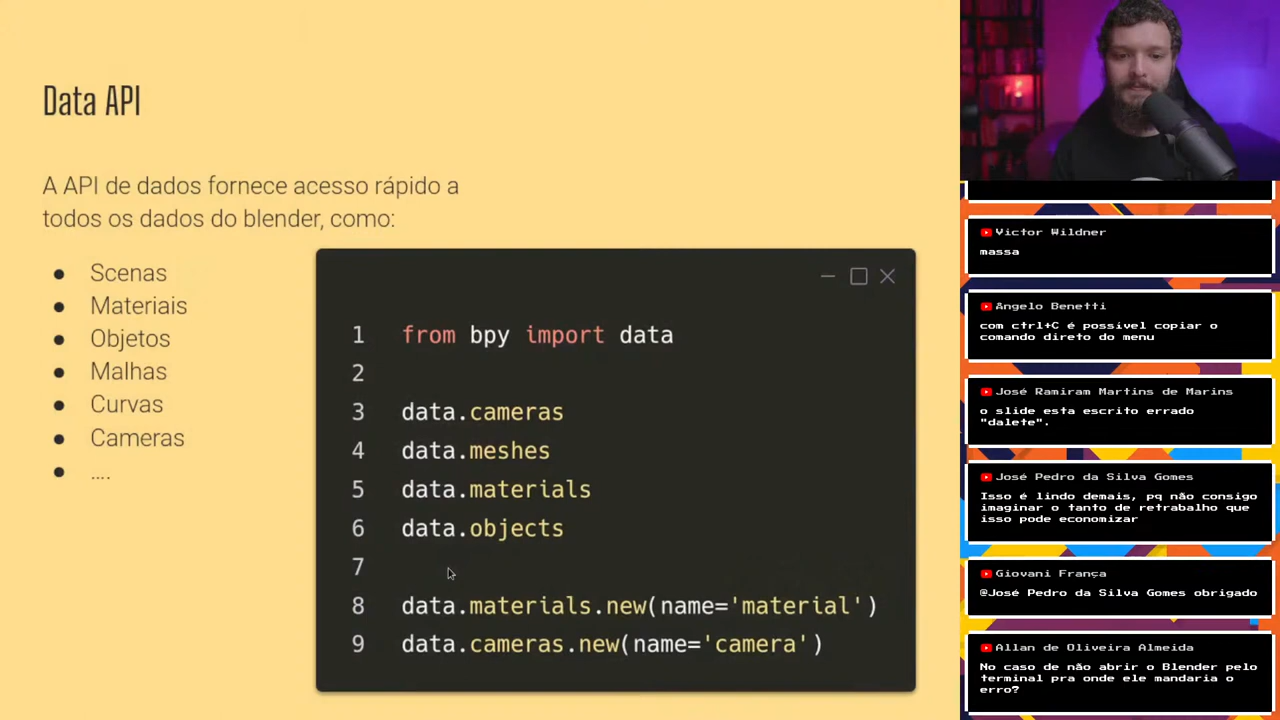 Data API
A API de dados fornece acesso rápido a
todos os dados do blender, como:
● Scenas
● Materiais
● Objetos
● Malhas
● Curvas
● Cameras
● ....
1 from bpy import data
2
3 data.cameras
4 data.meshes
5 data.materials
6 data.objects
7
8 data.materials.new(name='material')
9 data.cameras.new(name='camera')
Victor Wildner
massa
Angelo Benetti
com ctrl+C é possivel copiar o
comando direto do menu
José Ramiram Martins de Marins
o slide esta escrito errado
"dalete".
José Pedro da Silva Gomes
Isso é lindo demais, pq não consigo
imaginar o tanto de retrabalho que
isso pode economizar
Giovani França
@José Pedro da Silva Gomes obrigado
Allan de Oliveira Almeida
No caso de não abrir o Blender pelo
terminal pra onde ele mandaria o
erro?